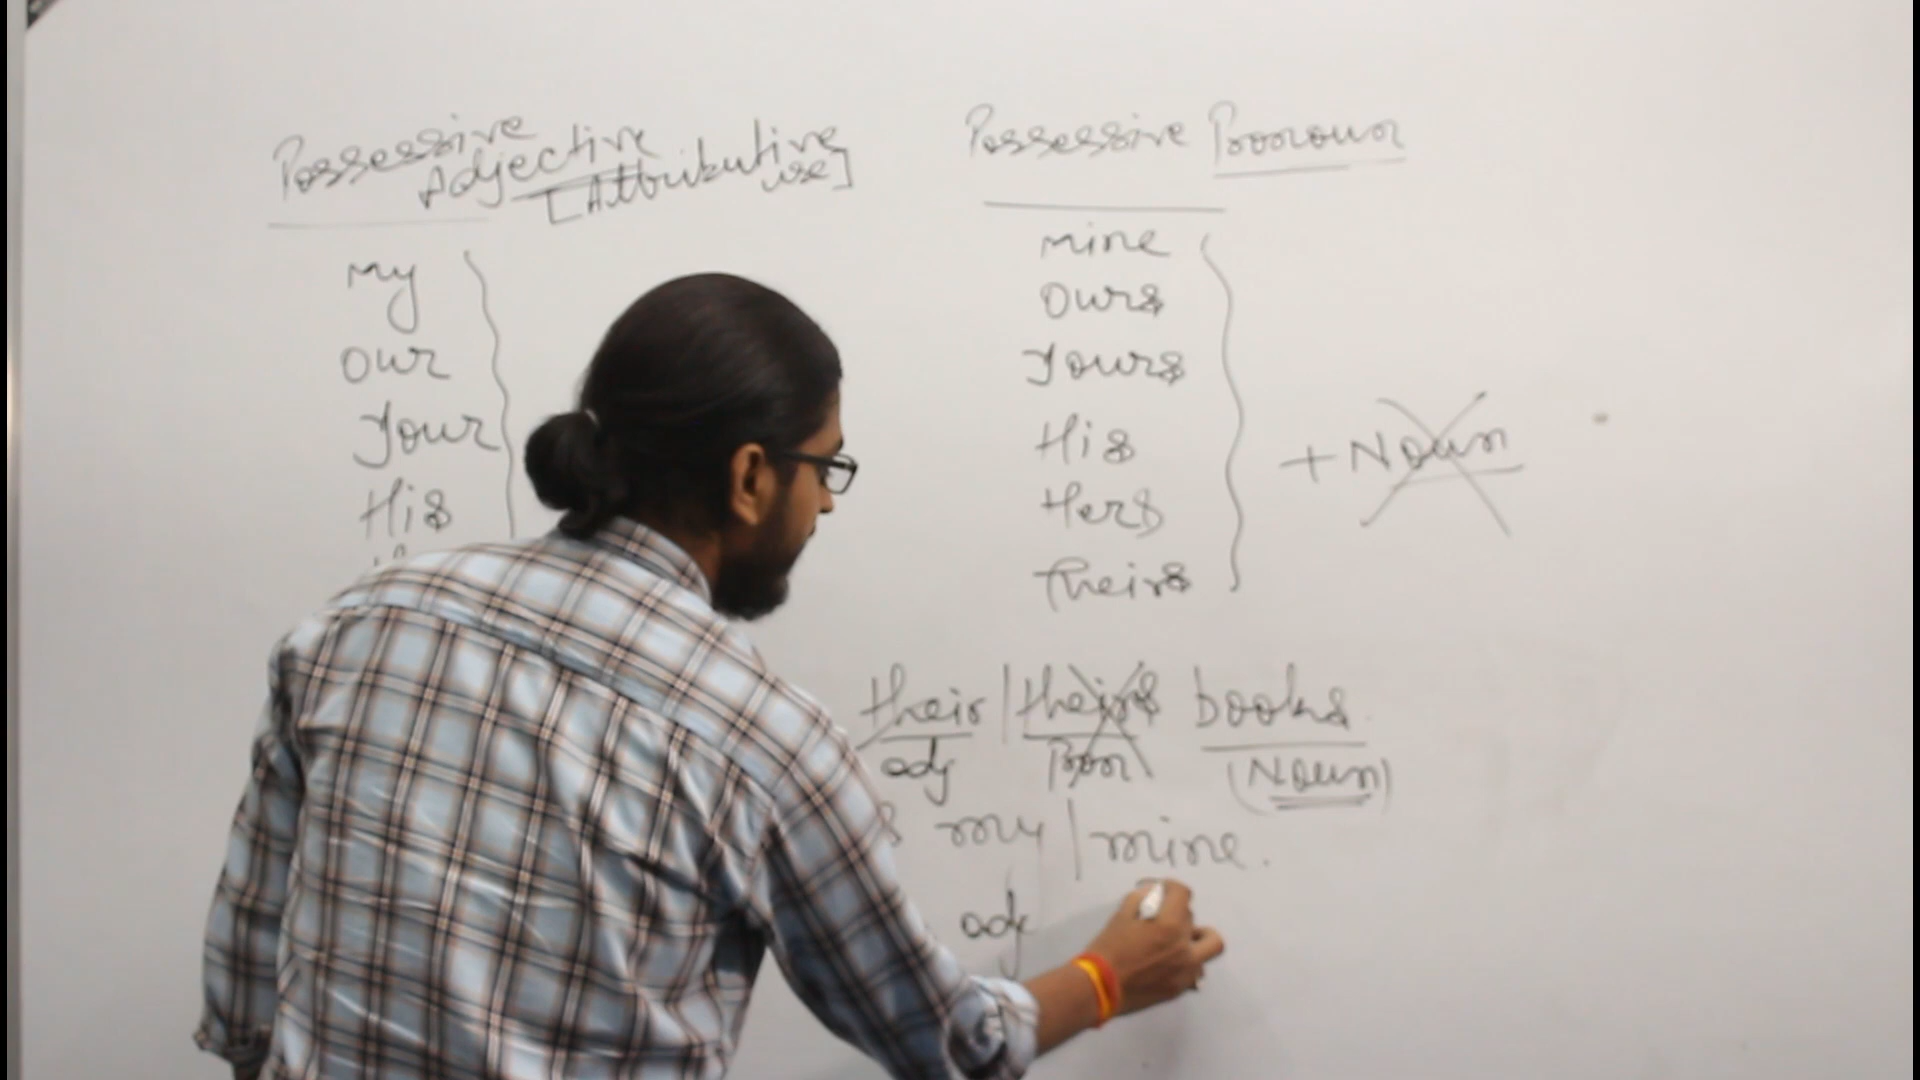 Possessive
Adjective
[Attributive
use]
my
our
Your
His
Possessive Pronoun
mine
ours
Yours
His
Hers
Theirs
+ Noun
their | theirs books
adj Pron (Noun)
my | mine.
adj